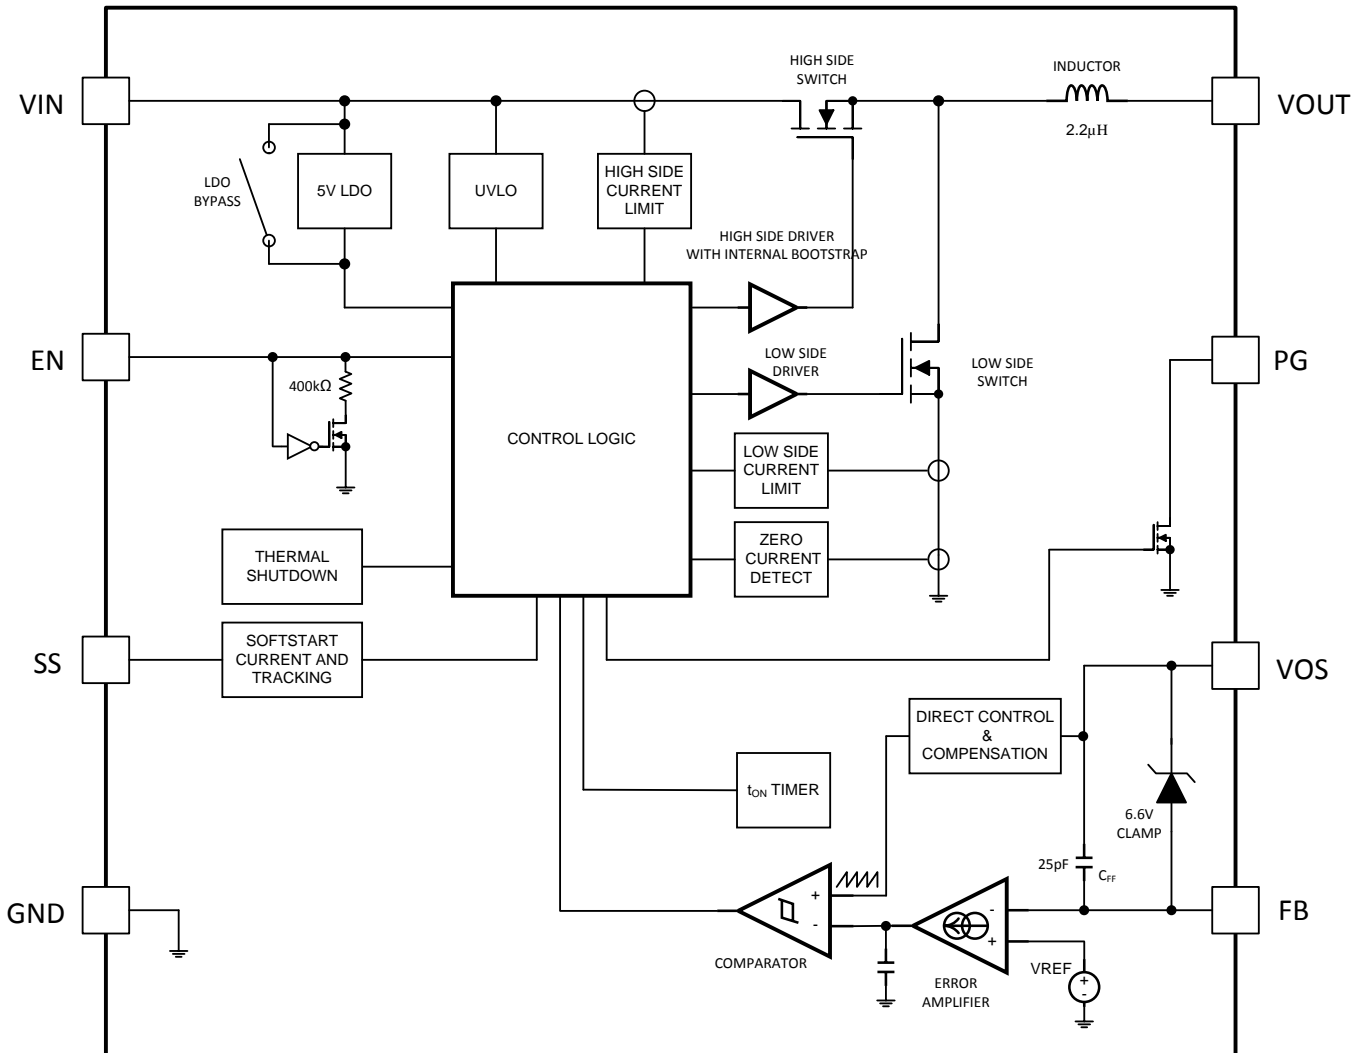 HIGH SIDE
SWITCH
INDUCTOR
VIN
VOUT
2.2μH
LDO
BYPASS
5V LDO
UVLO
HIGH SIDE
CURRENT
LIMIT
HIGH SIDE DRIVER
WITH INTERNAL BOOTSTRAP
EN
LOW SIDE
DRIVER
LOW SIDE
SWITCH
PG
400kΩ
CONTROL LOGIC
LOW SIDE
CURRENT
LIMIT
THERMAL
SHUTDOWN
ZERO
CURRENT
DETECT
SS
SOFTSTART
CURRENT AND
TRACKING
VOS
DIRECT CONTROL
&
COMPENSATION
tON TIMER
6.6V
CLAMP
25pF
CFF
+
-
COMPARATOR
-
+
ERROR
AMPLIFIER
VREF
+
-
GND
FB